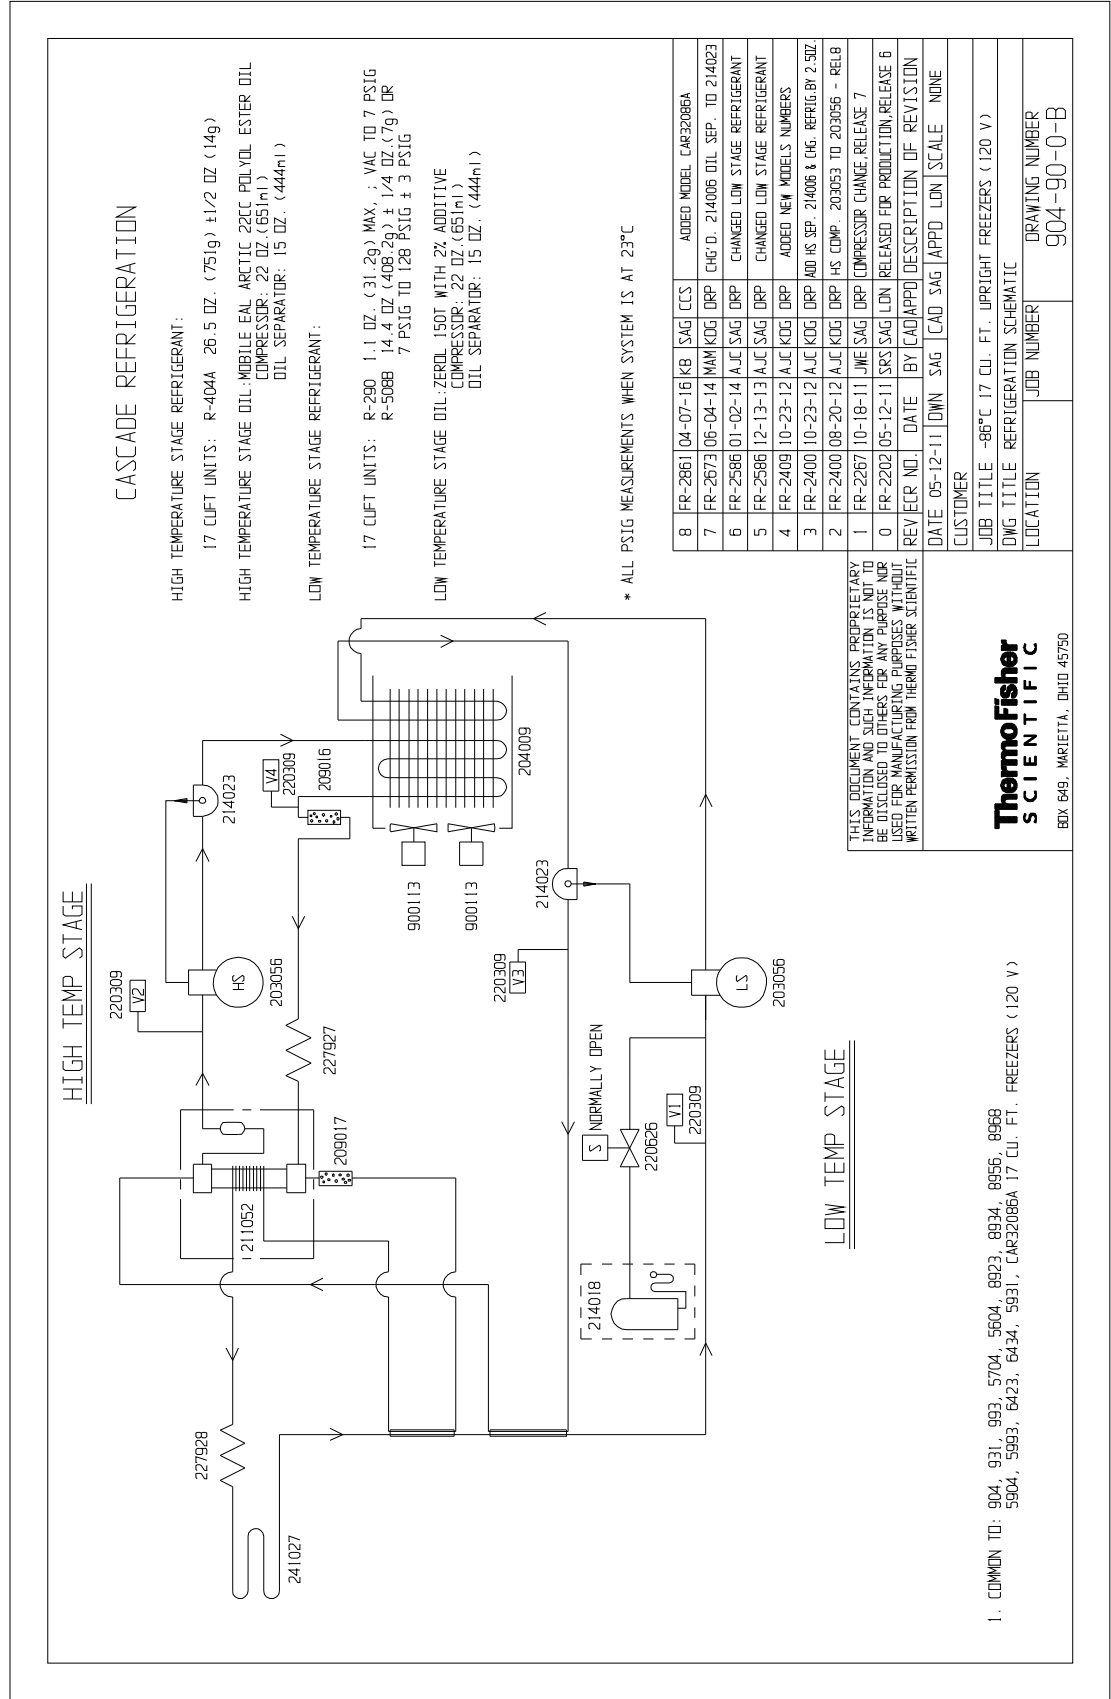 HIGH TEMP STAGE
220309
V2
HS
203056
214023
V4
220309
209016
204009
900113
900113
227927
211052
209017
227928
241027
214018
S NORMALLY OPEN
220626
V1
220309
220309
V3
214023
LS
203056
LOW TEMP STAGE
1. COMMON TO: 904, 931, 993, 5704, 5604, 8923, 8934, 8956, 8968
5904, 5993, 6423, 6434, 5931, CAR32086A 17 CU. FT. FREEZERS (120 V)
CASCADE REFRIGERATION
HIGH TEMPERATURE STAGE REFRIGERANT:
17 CUFT UNITS: R-404A 26.5 OZ. (751g) ±1/2 OZ (14g)
HIGH TEMPERATURE STAGE OIL:MOBILE EAL ARCTIC 22CC POLYOL ESTER OIL
COMPRESSOR: 22 OZ.(651ml)
OIL SEPARATOR: 15 OZ. (444ml)
LOW TEMPERATURE STAGE REFRIGERANT:
17 CUFT UNITS: R-290 1.1 OZ. (31.2g) MAX, ; VAC TO 7 PSIG
R-508B 14.4 OZ (408.2g) ± 1/4 OZ.(7g) OR
7 PSIG TO 128 PSIG ± 3 PSIG
LOW TEMPERATURE STAGE OIL:ZEROL 150T WITH 2% ADDITIVE
COMPRESSOR: 22 OZ.(651ml)
OIL SEPARATOR: 15 OZ. (444ml)
* ALL PSIG MEASUREMENTS WHEN SYSTEM IS AT 23°C
8 FR-2861 04-07-16 KB SAG CCS ADDED MODEL CAR32086A
7 FR-2673 06-04-14 MAM KDG DRP CHG'D. 214006 OIL SEP. TO 214023
6 FR-2586 01-02-14 AJC SAG DRP CHANGED LOW STAGE REFRIGERANT
5 FR-2586 12-13-13 AJC SAG DRP CHANGED LOW STAGE REFRIGERANT
4 FR-2409 10-23-12 AJC KDG DRP ADDED NEW MODELS NUMBERS
3 FR-2400 10-23-12 AJC KDG DRP ADD HS SEP. 214006 & CHG. REFRIG.BY 2.5OZ.
2 FR-2400 08-20-12 AJC KDG DRP HS COMP. 203053 TO 203056 - REL8
1 FR-2267 10-18-11 JWE SAG DRP COMPRESSOR CHANGE,RELEASE 7
0 FR-2202 05-12-11 SRS SAG LDN RELEASED FOR PRODUCTION,RELEASE 6
REV ECR NO. DATE BY CAD APPD DESCRIPTION OF REVISION
DATE 05-12-11 DWN SAG CAD SAG APPD LDN SCALE NONE
CUSTOMER
JOB TITLE -86°C 17 CU. FT. UPRIGHT FREEZERS (120 V)
DWG TITLE REFRIGERATION SCHEMATIC
LOCATION JOB NUMBER DRAWING NUMBER
904-90-0-B
THIS DOCUMENT CONTAINS PROPRIETARY
INFORMATION AND SUCH INFORMATION IS NOT TO
BE DISCLOSED TO OTHERS FOR ANY PURPOSE NOR
USED FOR MANUFACTURING PURPOSES WITHOUT
WRITTEN PERMISSION FROM THERMO FISHER SCIENTIFIC
ThermoFisher
SCIENTIFIC
BOX 649, MARIETTA, OHIO 45750